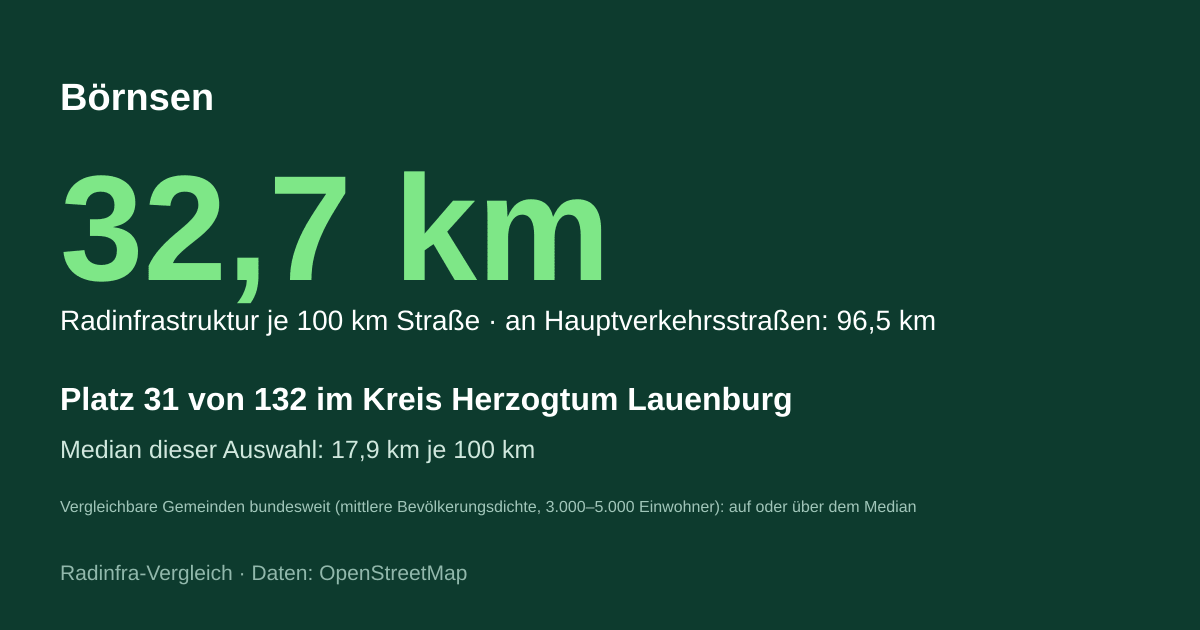 Börnsen
32,7 km
Radinfrastruktur je 100 km Straße · an Hauptverkehrsstraßen: 96,5 km
Platz 31 von 132 im Kreis Herzogtum Lauenburg
Median dieser Auswahl: 17,9 km je 100 km
Vergleichbare Gemeinden bundesweit (mittlere Bevölkerungsdichte, 3.000–5.000 Einwohner): auf oder über dem Median
Radinfra-Vergleich · Daten: OpenStreetMap